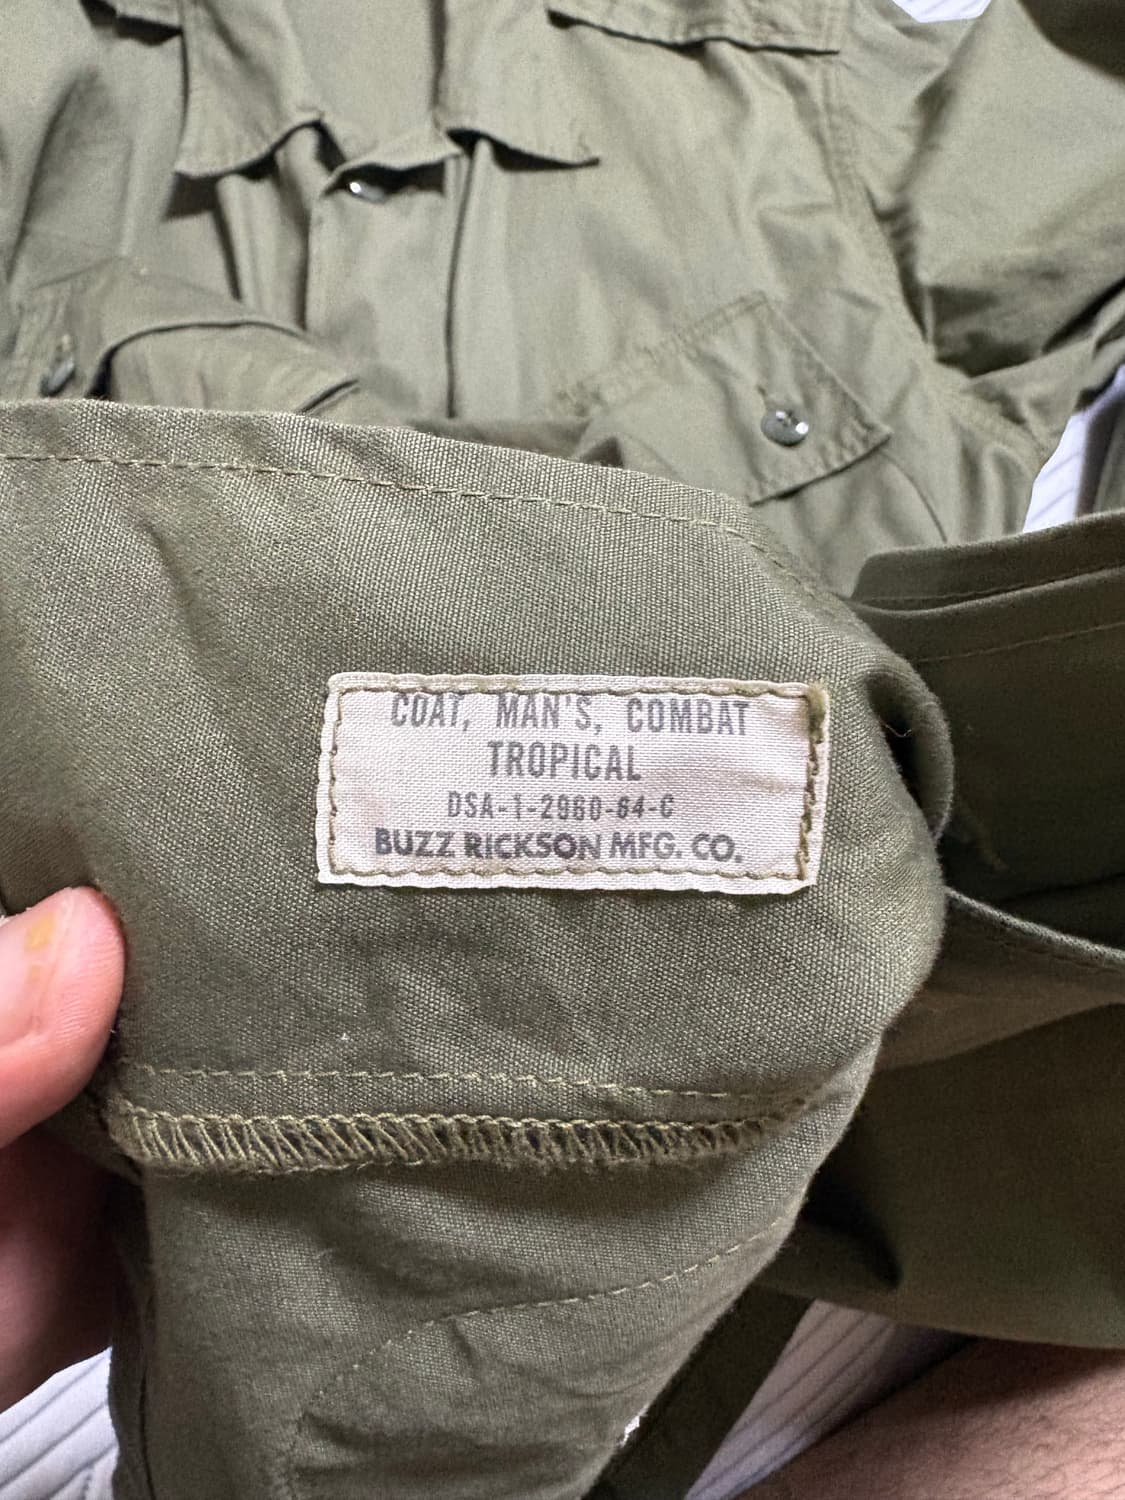 COAT, MAN'S, COMBAT
TROPICAL
DSA-1-2960-64-C
BUZZ RICKSON MFG. CO.